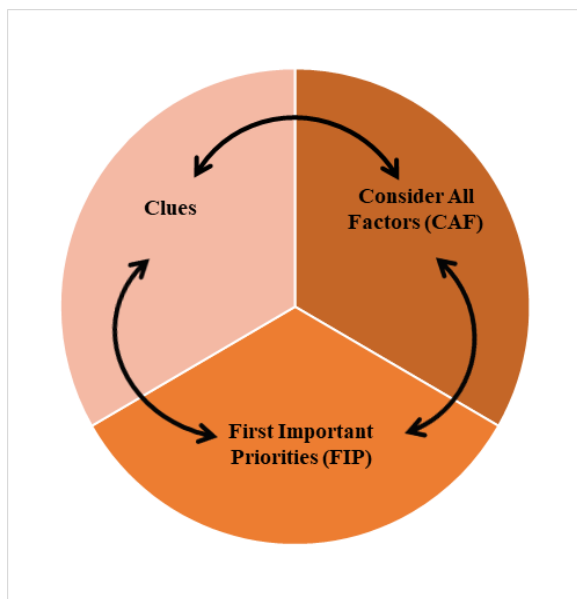 Clues
Consider All
Factors (CAF)
First Important
Priorities (FIP)